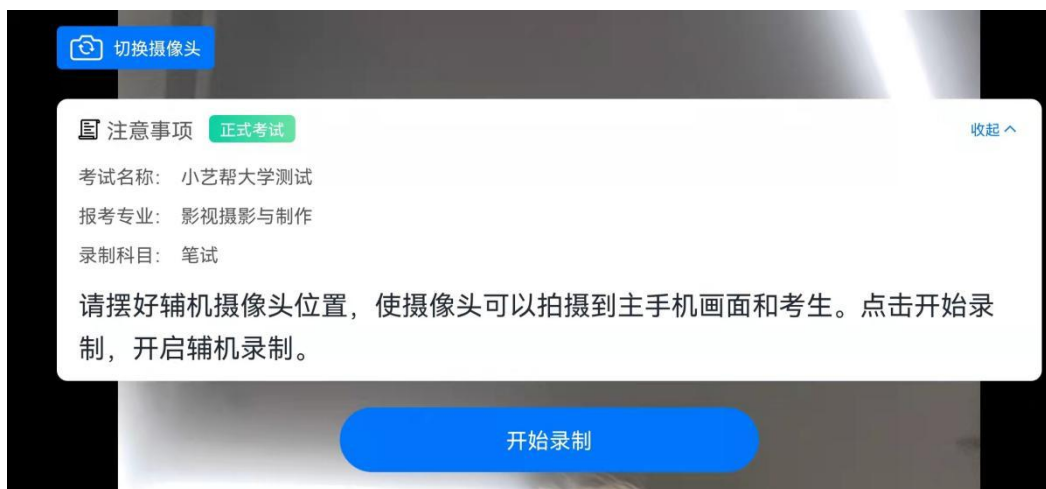 切换摄像头
注意事项 正式考试 收起
考试名称： 小艺帮大学测试
报考专业： 影视摄影与制作
录制科目： 笔试
请摆好辅机摄像头位置，使摄像头可以拍摄到主手机画面和考生。点击开始录
制，开启辅机录制。
开始录制